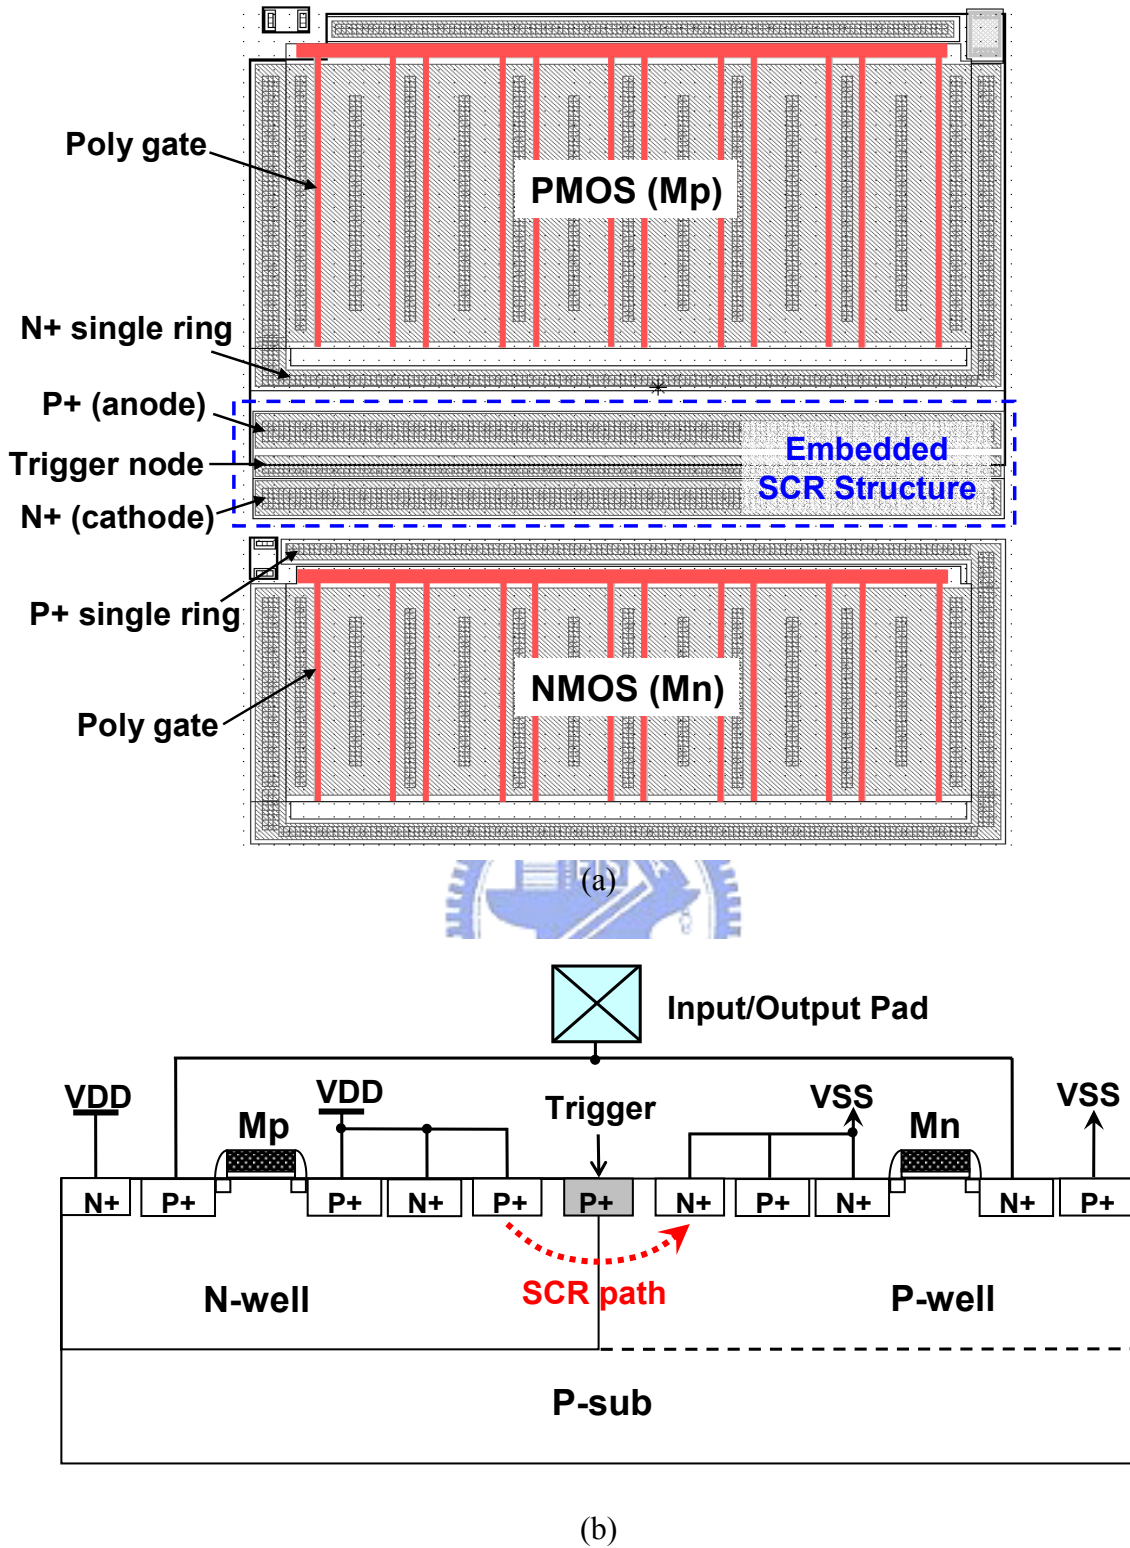 Poly gate
PMOS (Mp)
N+ single ring
P+ (anode)
Trigger node
N+ (cathode)
Embedded
SCR Structure
P+ single ring
NMOS (Mn)
Poly gate
(a)
Input/Output Pad
VDD
Mp
VDD
Trigger
VSS
Mn
VSS
N+ P+ P+ N+ P+ P+ N+ P+ N+ N+ P+
SCR path
N-well
P-well
P-sub
(b)